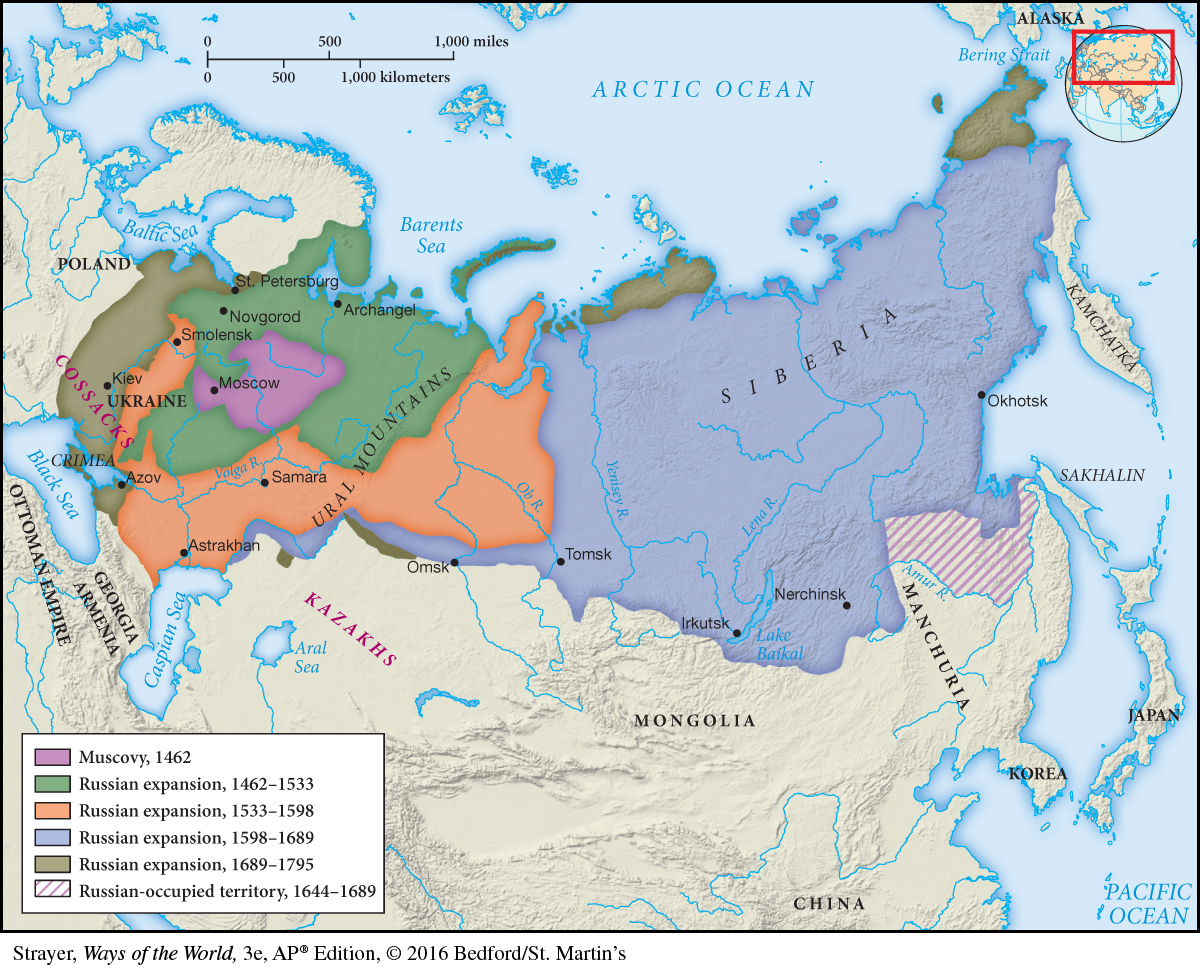 ALASKA
Bering Strait
0 500 1,000 miles
0 500 1,000 kilometers
ARCTIC OCEAN
Barents
Sea
Baltic Sea
POLAND
St. Petersburg
Archangel
Novgorod
Smolensk
Moscow
COSSACKS
Kiev
UKRAINE
URAL MOUNTAINS
SIBERIA
KAMCHATKA
Okhotsk
CRIMEA
Black Sea
Azov
Volga R.
Samara
Ob R.
Yenisey R.
Lena R.
SAKHALIN
OTTOMAN EMPIRE
Astrakhan
GEORGIA
ARMENIA
Caspian Sea
Omsk
Tomsk
KAZAKHS
Aral
Sea
Nerchinsk
Irkutsk
Lake
Baikal
Amur R.
MANCHURIA
MONGOLIA
JAPAN
KOREA
CHINA
PACIFIC
OCEAN
Muscovy, 1462
Russian expansion, 1462–1533
Russian expansion, 1533–1598
Russian expansion, 1598–1689
Russian expansion, 1689–1795
Russian-occupied territory, 1644–1689
Strayer, Ways of the World, 3e, AP® Edition, © 2016 Bedford/St. Martin’s